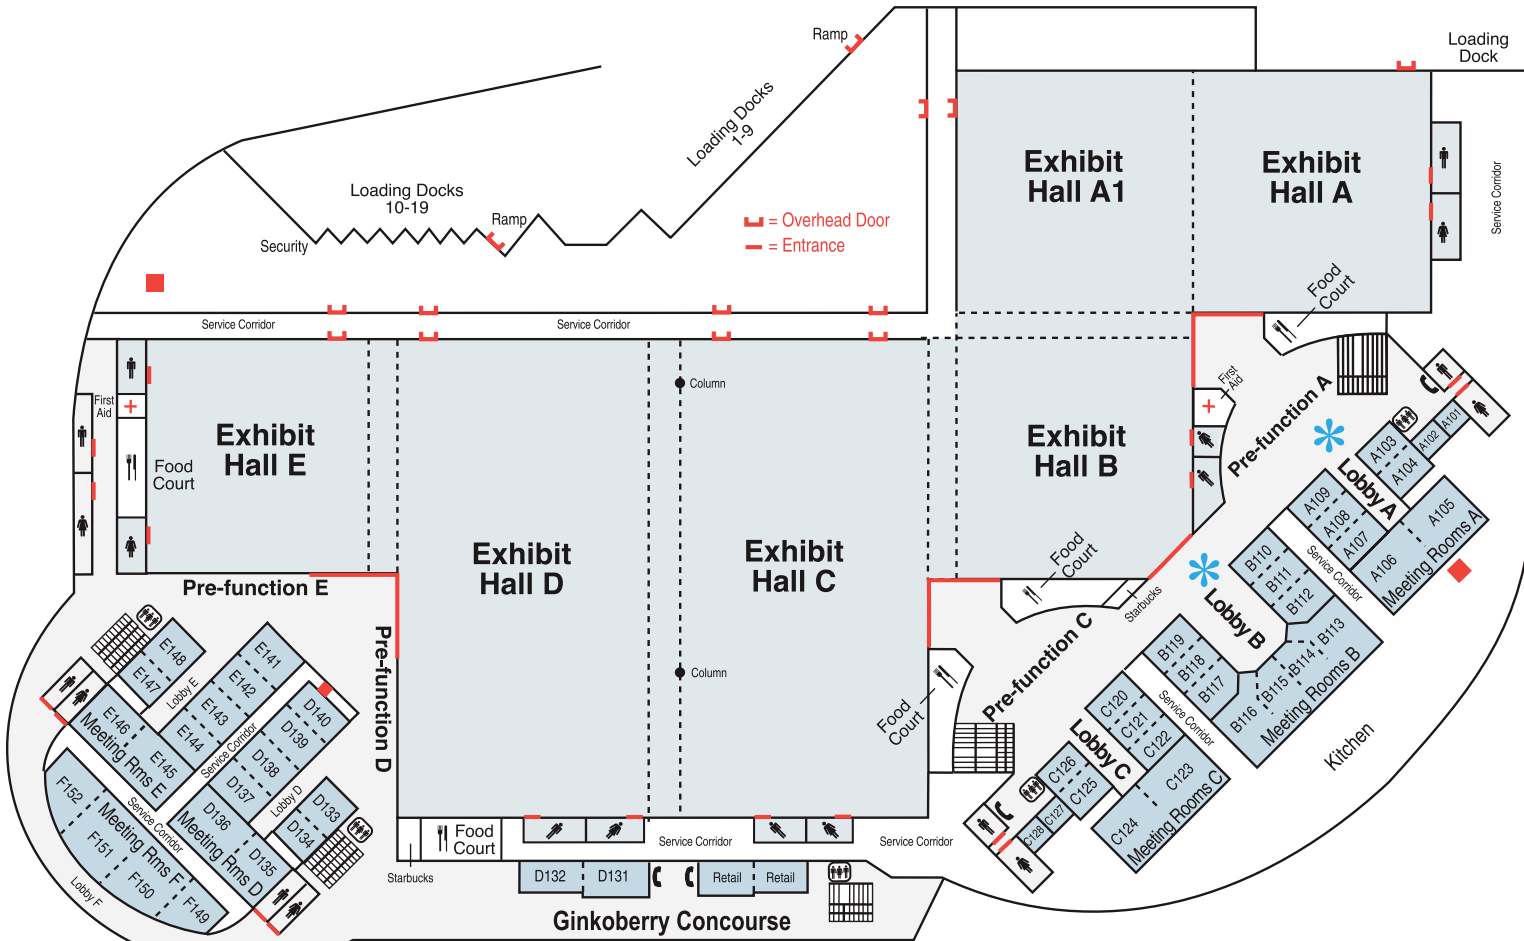 Ramp
Loading
Dock
Loading Docks
1-9
Exhibit
Hall A1
Exhibit
Hall A
Service Corridor
Loading Docks
10-19
Ramp
Security
= Overhead Door
= Entrance
Food
Court
Service Corridor
Service Corridor
First
Aid
Column
First
Aid
Pre-function A
Exhibit
Hall E
Food
Court
Exhibit
Hall B
A101
A102
A103
A104
Lobby A
A105
A106
Meeting Rooms A
A109
A108
A107
Service Corridor
Exhibit
Hall D
Exhibit
Hall C
Food
Court
Starbucks
B110
B111
B112
Lobby B
B113
B114
B115
B116
Meeting Rooms B
B119
B118
B117
Service Corridor
Pre-function E
Pre-function D
Column
Food
Court
Pre-function C
C120
C121
C122
Lobby C
C123
C124
Meeting Rooms C
C126
C125
C127
C128
Kitchen
E148
E147
Lobby E
E141
E142
E143
E144
E146
E145
Meeting Rms E
Service Corridor
D140
D139
D138
D137
Lobby D
D133
D134
D136
D135
Meeting Rms D
Service Corridor
F152
F151
F150
F149
Meeting Rms F
Lobby F
Food
Court
Starbucks
Service Corridor
Service Corridor
D132
D131
Retail
Retail
Ginkoberry Concourse